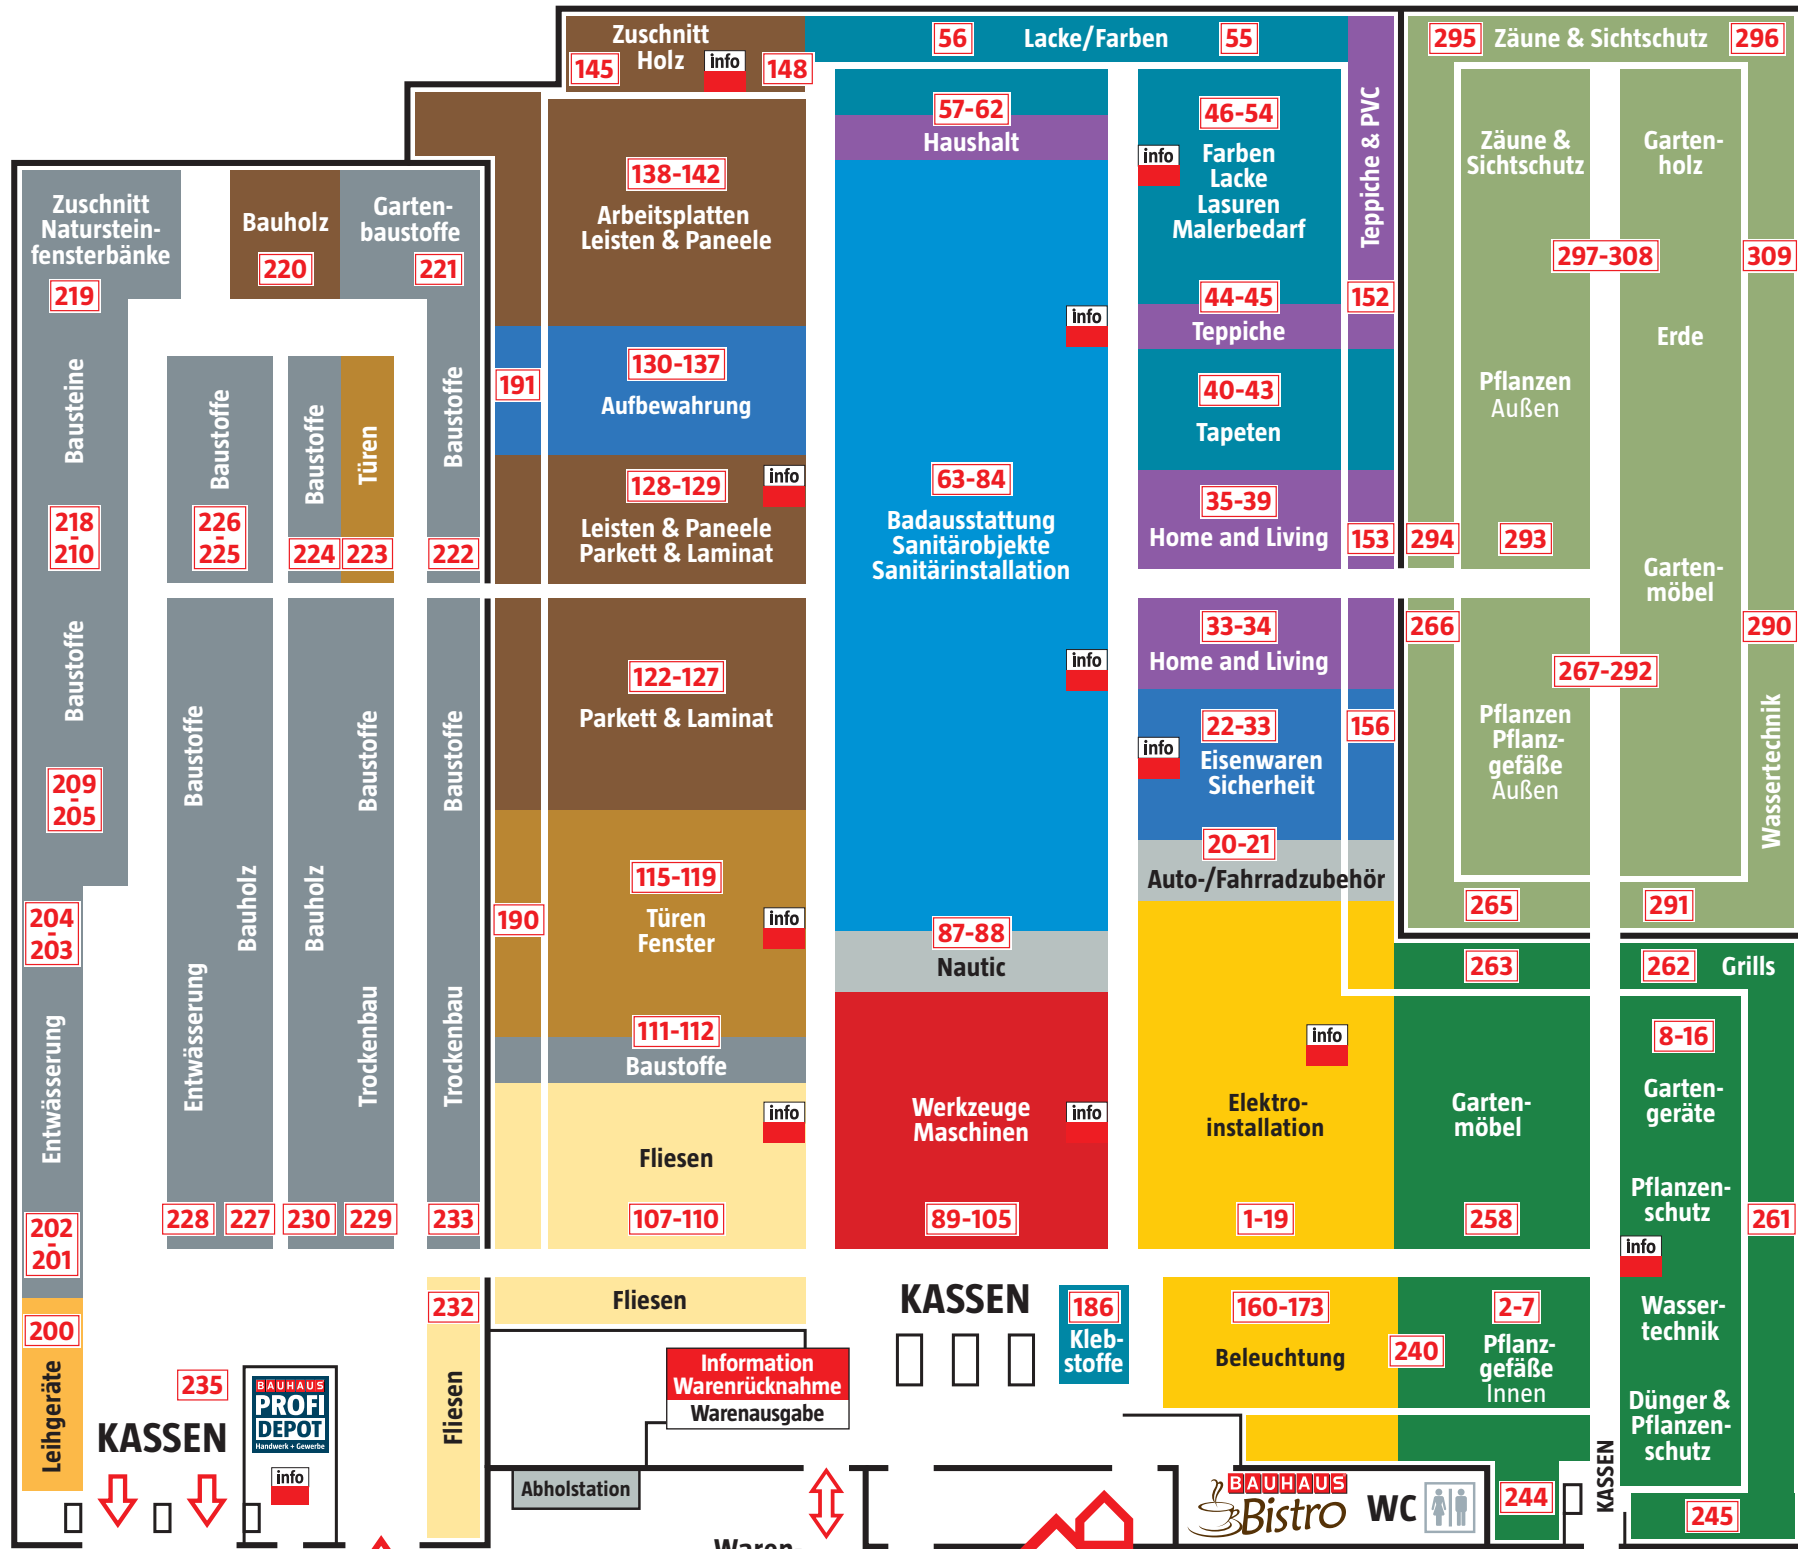 Zuschnitt
Holz
145
info
148
56
Lacke/Farben
55
295
Zäune & Sichtschutz
296
57-62
Haushalt
46-54
info
Farben
Lacke
Lasuren
Malerbedarf
Teppiche & PVC
Zäune &
Sichtschutz
Garten-
holz
138-142
Arbeitsplatten
Leisten & Paneele
Zuschnitt
Naturstein-
fensterbänke
219
Bauholz
220
Garten-
baustoffe
221
297-308
309
44-45
Teppiche
152
info
Erde
Bausteine
Baustoffe
Baustoffe
Türen
Baustoffe
191
130-137
Aufbewahrung
40-43
Tapeten
Pflanzen
Außen
128-129
info
Leisten & Paneele
Parkett & Laminat
63-84
Badausstattung
Sanitärobjekte
Sanitärinstallation
35-39
Home and Living
153
294
293
Garten-
möbel
218
-
210
226
-
225
224
223
222
Baustoffe
122-127
Parkett & Laminat
info
33-34
Home and Living
266
267-292
290
Baustoffe
Baustoffe
Baustoffe
22-33
Eisenwaren
Sicherheit
info
156
Pflanzen
Pflanz-
gefäße
Außen
Wassertechnik
209
-
205
20-21
Auto-/Fahrradzubehör
204
-
203
Bauholz
Bauholz
190
115-119
Türen
Fenster
info
87-88
Nautic
265
291
263
262
Grills
Entwässerung
Entwässerung
Trockenbau
Trockenbau
111-112
Baustoffe
info
8-16
Garten-
geräte
Fliesen
info
Werkzeuge
Maschinen
info
Elektro-
installation
Garten-
möbel
Pflanzen-
schutz
202
-
201
228
227
230
229
233
107-110
89-105
1-19
258
261
info
200
Leihgeräte
232
Fliesen
Fliesen
KASSEN
186
Kleb-
stoffe
160-173
Beleuchtung
240
2-7
Pflanz-
gefäße
Innen
Wasser-
technik
235
KASSEN
BAUHAUS
PROFI
DEPOT
Handwerk + Gewerbe
info
Information
Warenrücknahme
Warenausgabe
Dünger &
Pflanzen-
schutz
Abholstation
BAUHAUS
Bistro
WC
244
KASSEN
245